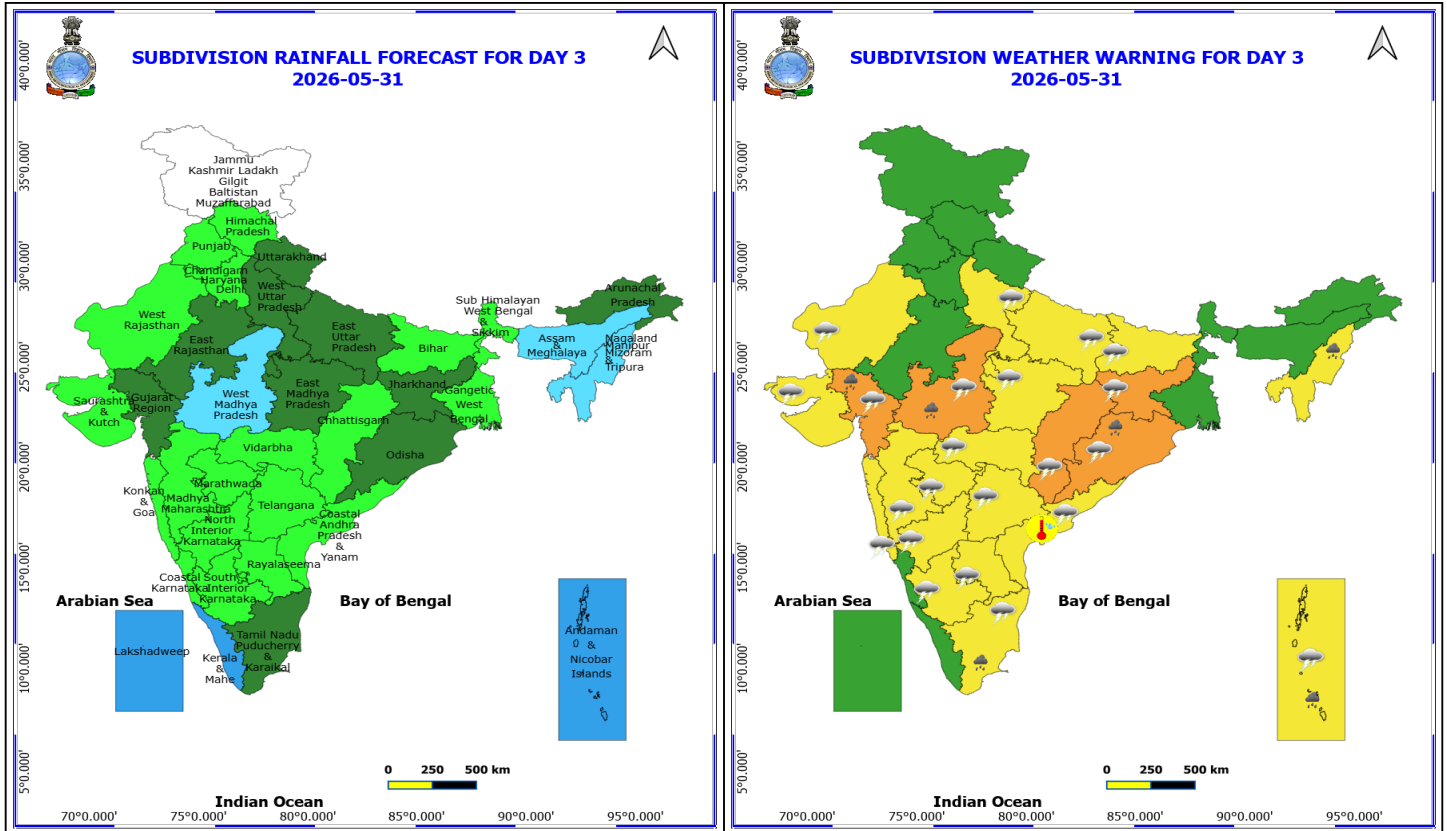 SUBDIVISION RAINFALL FORECAST FOR DAY 3
2026-05-31
40°0.000'
35°0.000'
30°0.000'
25°0.000'
20°0.000'
15°0.000'
10°0.000'
5°0.000'
Jammu
Kashmir Ladakh
Gilgit
Baltistan
Muzaffarabad
Himachal
Pradesh
Punjab
Uttarakhand
Chandigarh
Haryana
Delhi
West
Uttar
Pradesh
Arunachal
Pradesh
Sub Himalayan
West Bengal
&
Sikkim
West
Rajasthan
East
Rajasthan
East
Uttar
Pradesh
Bihar
Assam
&
Meghalaya
Nagaland
Manipur
Mizoram
&
Tripura
Saurashtra
&
Kutch
Gujarat
Region
West
Madhya
Pradesh
East
Madhya
Pradesh
Jharkhand
Gangetic
West
Bengal
Chhattisgarh
Vidarbha
Odisha
Konkan
&
Goa
Marathwada
Madhya
Maharashtra
Telangana
North
Interior
Karnataka
Coastal
Andhra
Pradesh
&
Yanam
Rayalaseema
Coastal
Karnataka
South
Interior
Karnataka
Arabian Sea
Bay of Bengal
Lakshadweep
Kerala
&
Mahe
Tamil Nadu
Puducherry
&
Karaikal
Andaman
&
Nicobar
Islands
0 250 500 km
Indian Ocean
70°0.000' 75°0.000' 80°0.000' 85°0.000' 90°0.000' 95°0.000'
SUBDIVISION WEATHER WARNING FOR DAY 3
2026-05-31
40°0.000'
35°0.000'
30°0.000'
25°0.000'
20°0.000'
15°0.000'
10°0.000'
5°0.000'
Arabian Sea
Bay of Bengal
0 250 500 km
Indian Ocean
70°0.000' 75°0.000' 80°0.000' 85°0.000' 90°0.000' 95°0.000'